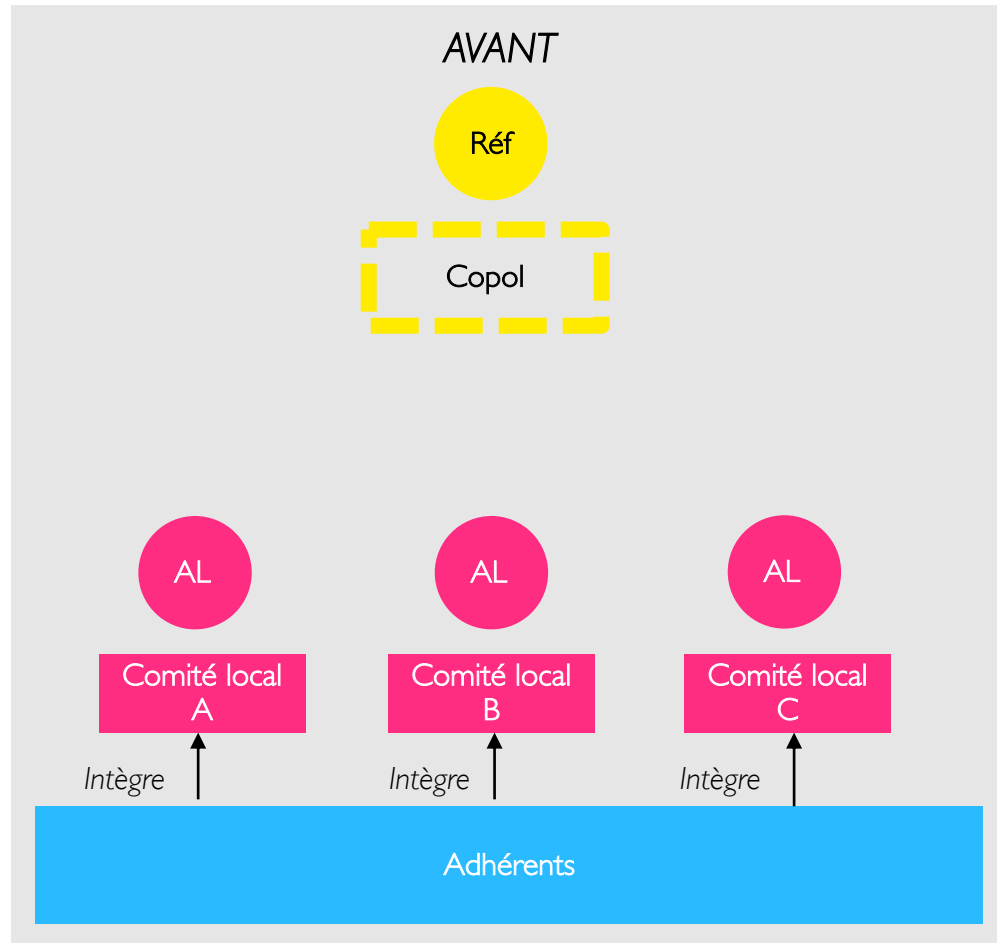 AVANT
Réf
Copol
AL
AL
AL
Comité local
A
Comité local
B
Comité local
C
Intègre
Intègre
Intègre
Adhérents